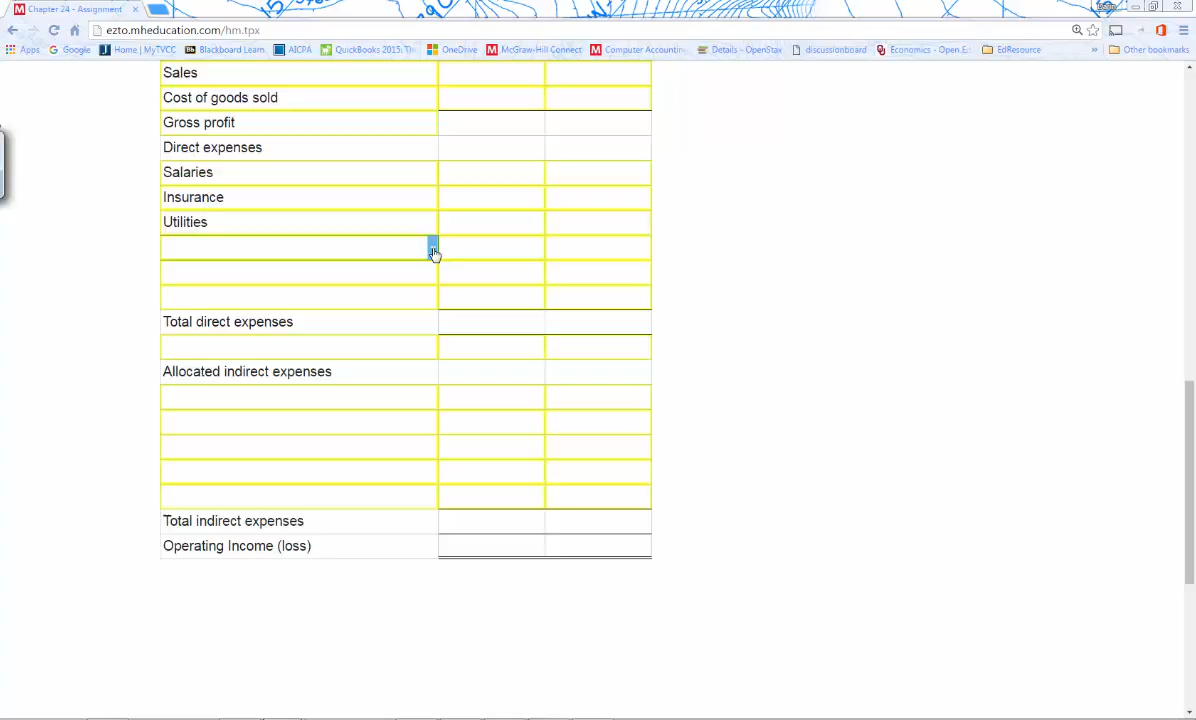 Chapter 24 - Assignment
ezto.mheducation.com/hm.tpx
Apps Google Home | MyTVCC Blackboard Learn AICPA QuickBooks 2015: Th OneDrive McGraw-Hill Connect Computer Accountin Details - OpenStax discussionboard Economics - Open.E EdResource » Other bookmarks
Sales
Cost of goods sold
Gross profit
Direct expenses
Salaries
Insurance
Utilities
Total direct expenses
Allocated indirect expenses
Total indirect expenses
Operating Income (loss)